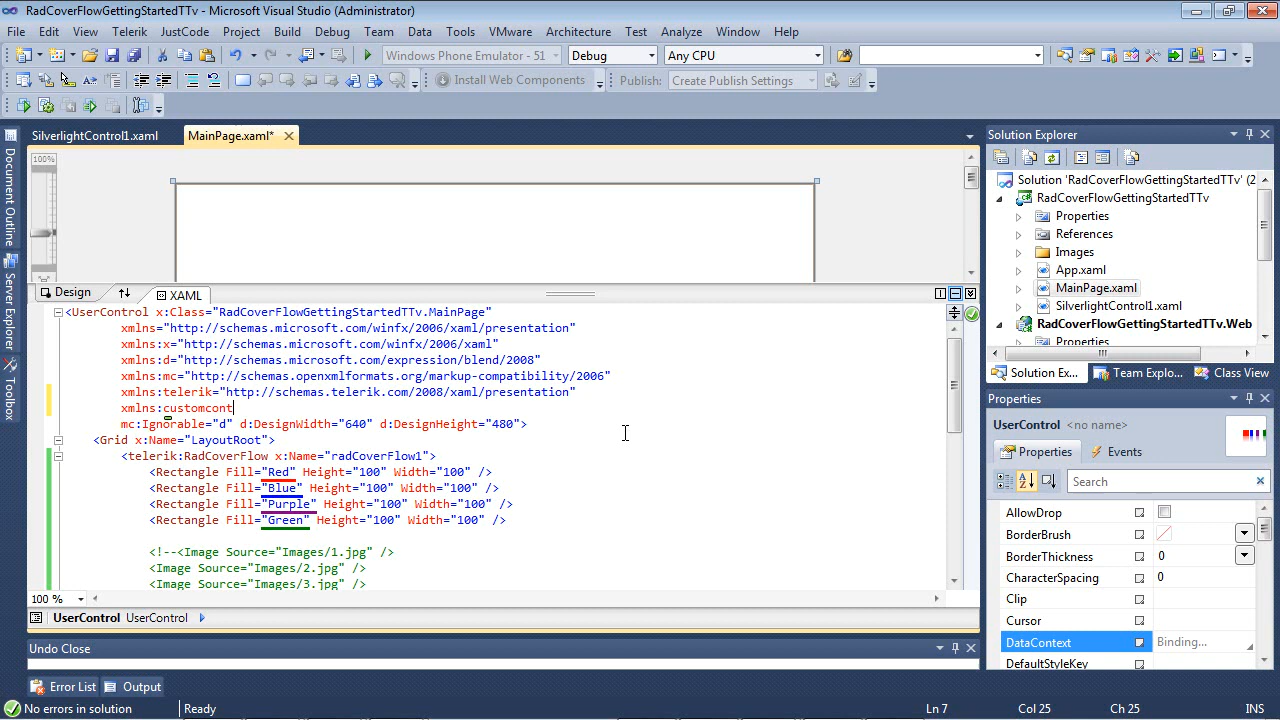 RadCoverFlowGettingStartedTTv - Microsoft Visual Studio (Administrator)
File Edit View Telerik JustCode Project Build Debug Team Data Tools VMware Architecture Test Analyze Window Help
Windows Phone Emulator - 51 Debug Any CPU
Install Web Components Publish: Create Publish Settings
SilverlightControl1.xaml MainPage.xaml*
100%
Design XAML
<UserControl x:Class="RadCoverFlowGettingStartedTTv.MainPage"
xmlns="http://schemas.microsoft.com/winfx/2006/xaml/presentation"
xmlns:x="http://schemas.microsoft.com/winfx/2006/xaml"
xmlns:d="http://schemas.microsoft.com/expression/blend/2008"
xmlns:mc="http://schemas.openxmlformats.org/markup-compatibility/2006"
xmlns:telerik="http://schemas.telerik.com/2008/xaml/presentation"
xmlns:customcont
mc:Ignorable="d" d:DesignWidth="640" d:DesignHeight="480">
<Grid x:Name="LayoutRoot">
<telerik:RadCoverFlow x:Name="radCoverFlow1">
<Rectangle Fill="Red" Height="100" Width="100" />
<Rectangle Fill="Blue" Height="100" Width="100" />
<Rectangle Fill="Purple" Height="100" Width="100" />
<Rectangle Fill="Green" Height="100" Width="100" />
<!--<Image Source="Images/1.jpg" />
<Image Source="Images/2.jpg" />
<Image Source="Images/3.jpg" />
100 %
UserControl UserControl
Undo Close
Error List Output
No errors in solution Ready Ln 7 Col 25 Ch 25 INS
Document Outline
Server Explorer
Toolbox
Solution Explorer
Solution 'RadCoverFlowGettingStartedTTv' (2
RadCoverFlowGettingStartedTTv
Properties
References
Images
App.xaml
MainPage.xaml
SilverlightControl1.xaml
RadCoverFlowGettingStartedTTv.Web
Properties
Solution Ex... Team Explo... Class View
Properties
UserControl <no name>
Properties Events
Search
AllowDrop
BorderBrush
BorderThickness 0
CharacterSpacing 0
Clip
Cursor
DataContext Binding...
DefaultStyleKey